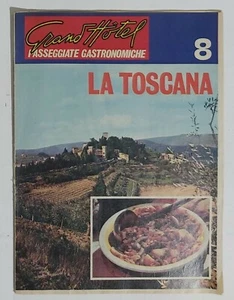 Grand Hôtel
PASSEGGIATE GASTRONOMICHE
8
LA TOSCANA